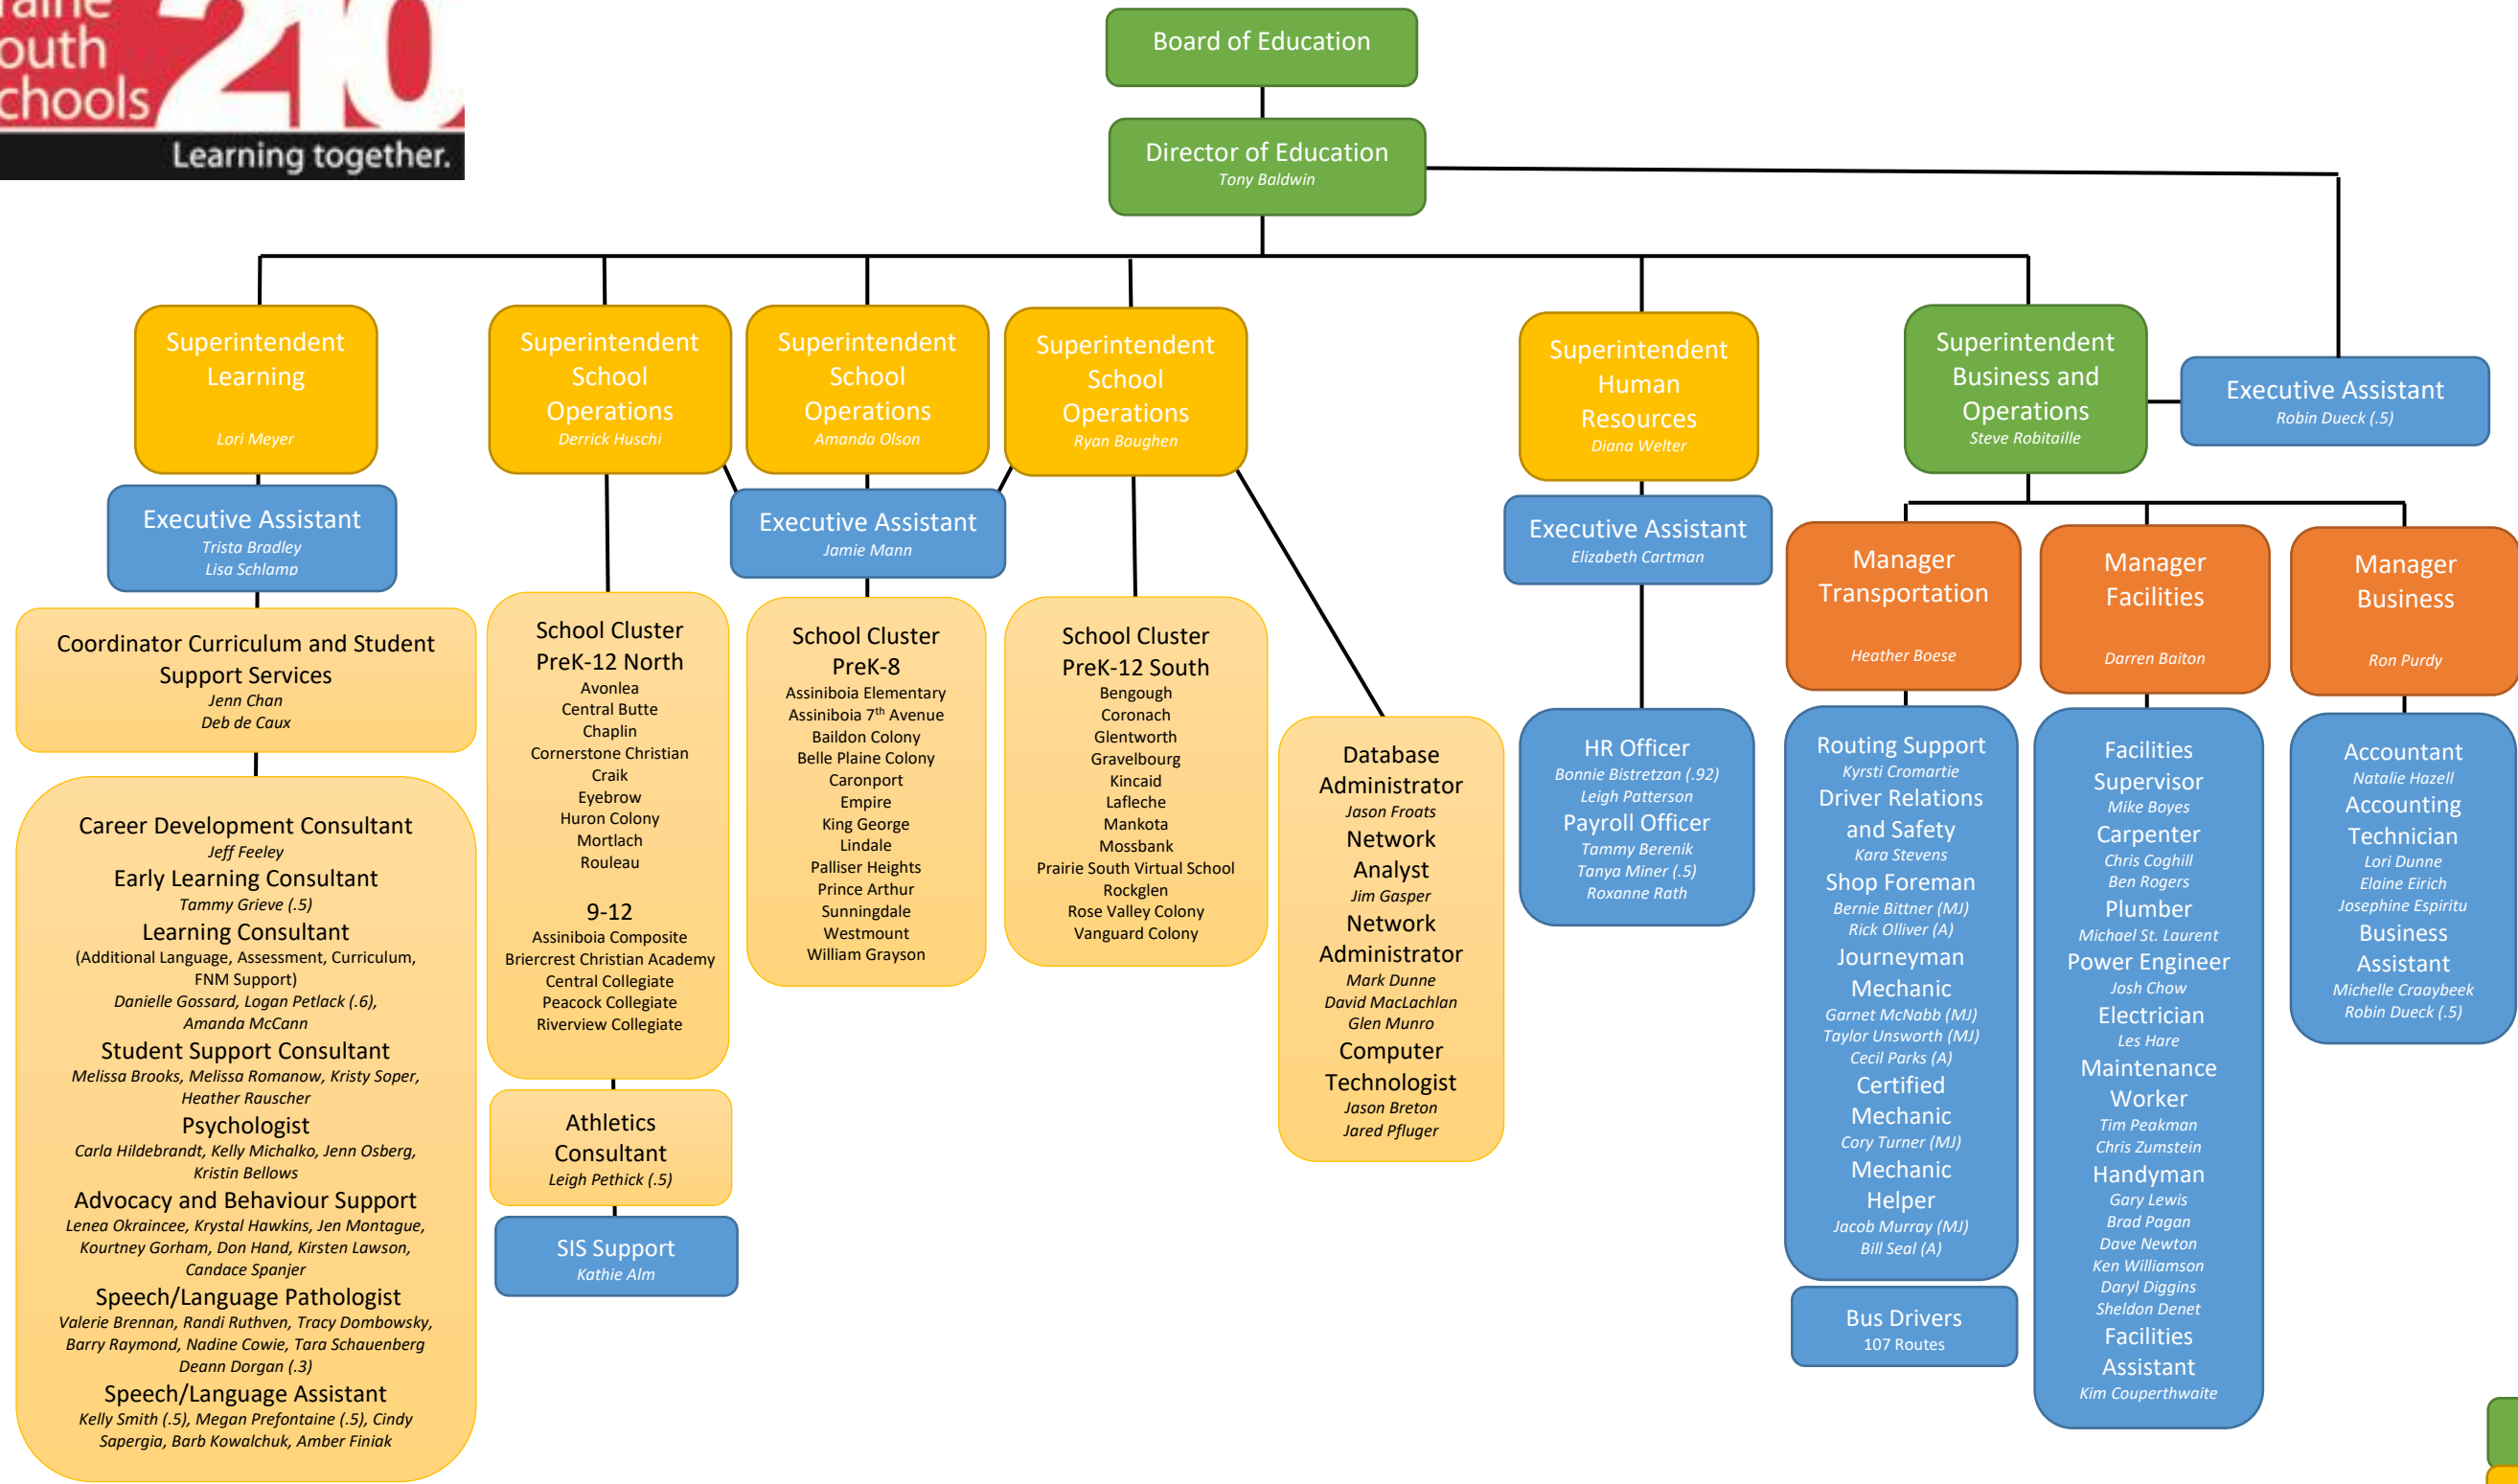 outh
chools
210
Learning together.
Board of Education
Director of Education
Tony Baldwin
Superintendent
Learning
Lori Meyer
Superintendent
School
Operations
Derrick Huschi
Superintendent
School
Operations
Amanda Olson
Superintendent
School
Operations
Ryan Boughen
Superintendent
Human
Resources
Diana Welter
Superintendent
Business and
Operations
Steve Robitaille
Executive Assistant
Robin Dueck (.5)
Executive Assistant
Trista Bradley
Lisa Schlamp
Executive Assistant
Jamie Mann
Executive Assistant
Elizabeth Cartman
Manager
Transportation
Heather Boese
Manager
Facilities
Darren Baiton
Manager
Business
Ron Purdy
Coordinator Curriculum and Student
Support Services
Jenn Chan
Deb de Caux
Career Development Consultant
Jeff Feeley
Early Learning Consultant
Tammy Grieve (.5)
Learning Consultant
(Additional Language, Assessment, Curriculum,
FNM Support)
Danielle Gossard, Logan Petlack (.6),
Amanda McCann
Student Support Consultant
Melissa Brooks, Melissa Romanow, Kristy Soper,
Heather Rauscher
Psychologist
Carla Hildebrandt, Kelly Michalko, Jenn Osberg,
Kristin Bellows
Advocacy and Behaviour Support
Lenea Okraincee, Krystal Hawkins, Jen Montague,
Kourtney Gorham, Don Hand, Kirsten Lawson,
Candace Spanjer
Speech/Language Pathologist
Valerie Brennan, Randi Ruthven, Tracy Dombowsky,
Barry Raymond, Nadine Cowie, Tara Schauenberg
Deann Dorgan (.3)
Speech/Language Assistant
Kelly Smith (.5), Megan Prefontaine (.5), Cindy
Sapergia, Barb Kowalchuk, Amber Finiak
School Cluster
PreK-12 North
Avonlea
Central Butte
Chaplin
Cornerstone Christian
Craik
Eyebrow
Huron Colony
Mortlach
Rouleau
9-12
Assiniboia Composite
Briercrest Christian Academy
Central Collegiate
Peacock Collegiate
Riverview Collegiate
Athletics
Consultant
Leigh Pethick (.5)
SIS Support
Kathie Alm
School Cluster
PreK-8
Assiniboia Elementary
Assiniboia 7th Avenue
Baildon Colony
Belle Plaine Colony
Caronport
Empire
King George
Lindale
Palliser Heights
Prince Arthur
Sunningdale
Westmount
William Grayson
School Cluster
PreK-12 South
Bengough
Coronach
Glentworth
Gravelbourg
Kincaid
Lafleche
Mankota
Mossbank
Prairie South Virtual School
Rockglen
Rose Valley Colony
Vanguard Colony
Database
Administrator
Jason Froats
Network
Analyst
Jim Gasper
Network
Administrator
Mark Dunne
David MacLachlan
Glen Munro
Computer
Technologist
Jason Breton
Jared Pfluger
HR Officer
Bonnie Bistretzan (.92)
Leigh Patterson
Payroll Officer
Tammy Berenik
Tanya Miner (.5)
Roxanne Rath
Routing Support
Kyrsti Cromartie
Driver Relations
and Safety
Kara Stevens
Shop Foreman
Bernie Bittner (MJ)
Rick Olliver (A)
Journeyman
Mechanic
Garnet McNabb (MJ)
Taylor Unsworth (MJ)
Cecil Parks (A)
Certified
Mechanic
Cory Turner (MJ)
Mechanic
Helper
Jacob Murray (MJ)
Bill Seal (A)
Bus Drivers
107 Routes
Facilities
Supervisor
Mike Boyes
Carpenter
Chris Coghill
Ben Rogers
Plumber
Michael St. Laurent
Power Engineer
Josh Chow
Electrician
Les Hare
Maintenance
Worker
Tim Peakman
Chris Zumstein
Handyman
Gary Lewis
Brad Pagan
Dave Newton
Ken Williamson
Daryl Diggins
Sheldon Denet
Facilities
Assistant
Kim Couperthwaite
Accountant
Natalie Hazell
Accounting
Technician
Lori Dunne
Elaine Eirich
Josephine Espiritu
Business
Assistant
Michelle Craaybeek
Robin Dueck (.5)